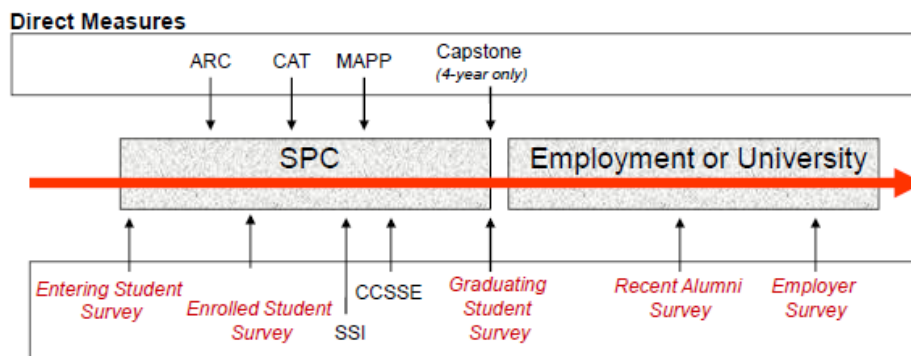 Direct Measures
ARC CAT MAPP Capstone
(4-year only)
SPC Employment or University
Entering Student
Survey
Enrolled Student
Survey
SSI
CCSSE
Graduating
Student
Survey
Recent Alumni
Survey
Employer
Survey